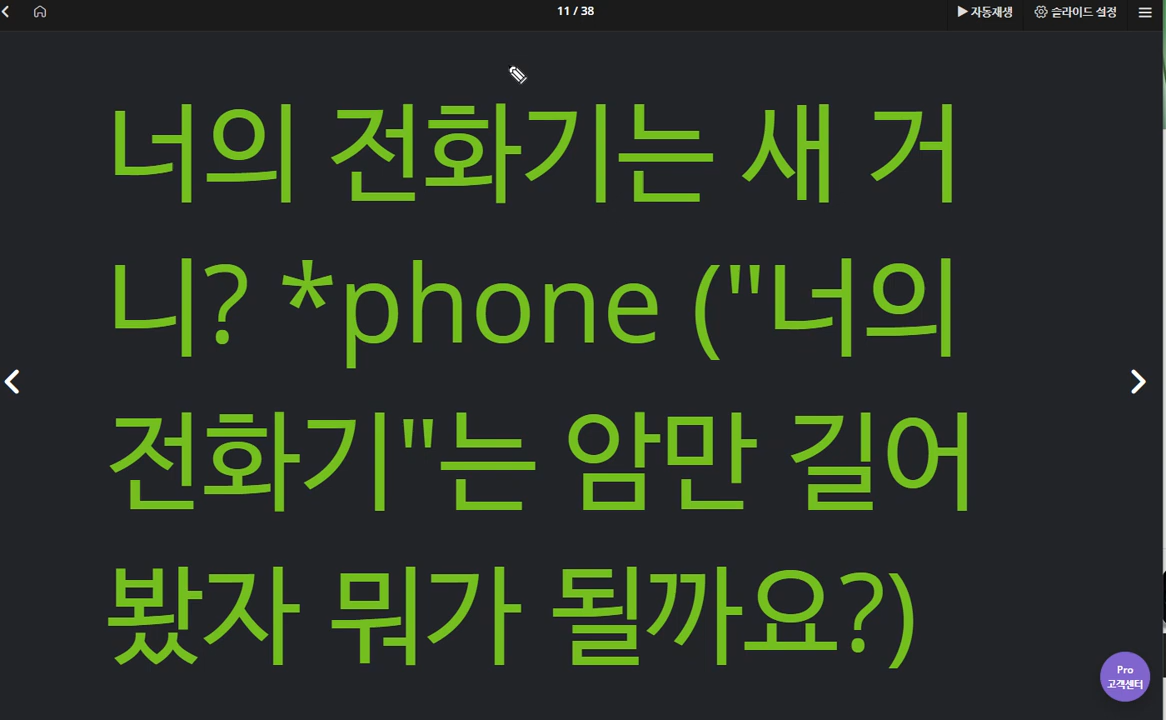 11 / 38
▶ 자동재생
슬라이드 설정
너의 전화기는 새 거
니? *phone ("너의
전화기"는 암만 길어
봤자 뭐가 될까요?)
Pro
고객센터